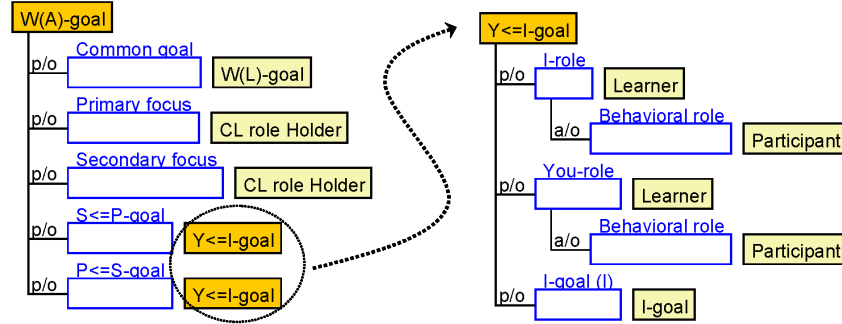 W(A)-goal
Common goal
p/o
W(L)-goal
Primary focus
p/o
CL role Holder
Secondary focus
p/o
CL role Holder
S<=P-goal
p/o
Y<=I-goal
P<=S-goal
p/o
Y<=I-goal
Y<=I-goal
I-role
p/o
Learner
Behavioral role
a/o
Participant
You-role
p/o
Learner
Behavioral role
a/o
Participant
I-goal (I)
p/o
I-goal